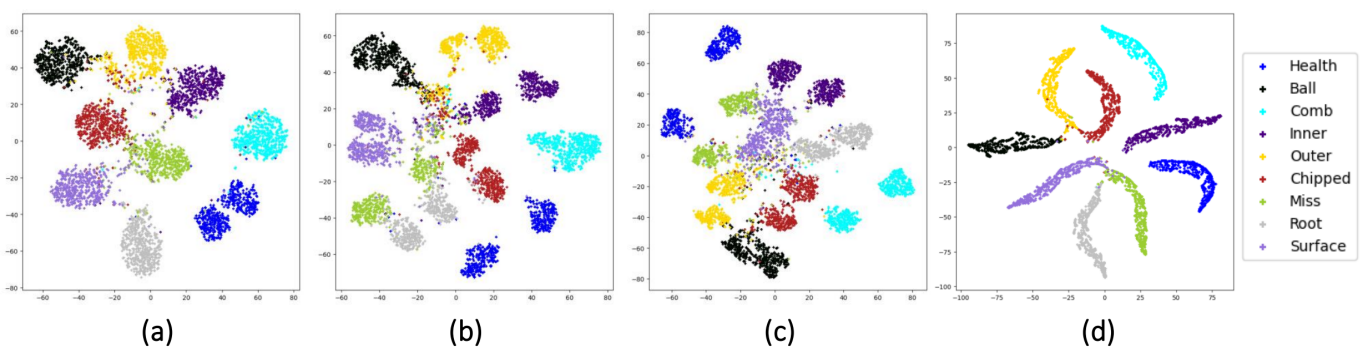 60
40
20
0
−20
−40
−60
−80
−60 −40 −20 0 20 40 60 80
(a)
60
40
20
0
−20
−40
−60
−60 −40 −20 0 20 40 60 80
(b)
80
60
40
20
0
−20
−40
−60
−80
−60 −40 −20 0 20 40 60 80
(c)
75
50
25
0
−25
−50
−75
−100
−100 −75 −50 −25 0 25 50 75
(d)
Health
Ball
Comb
Inner
Outer
Chipped
Miss
Root
Surface